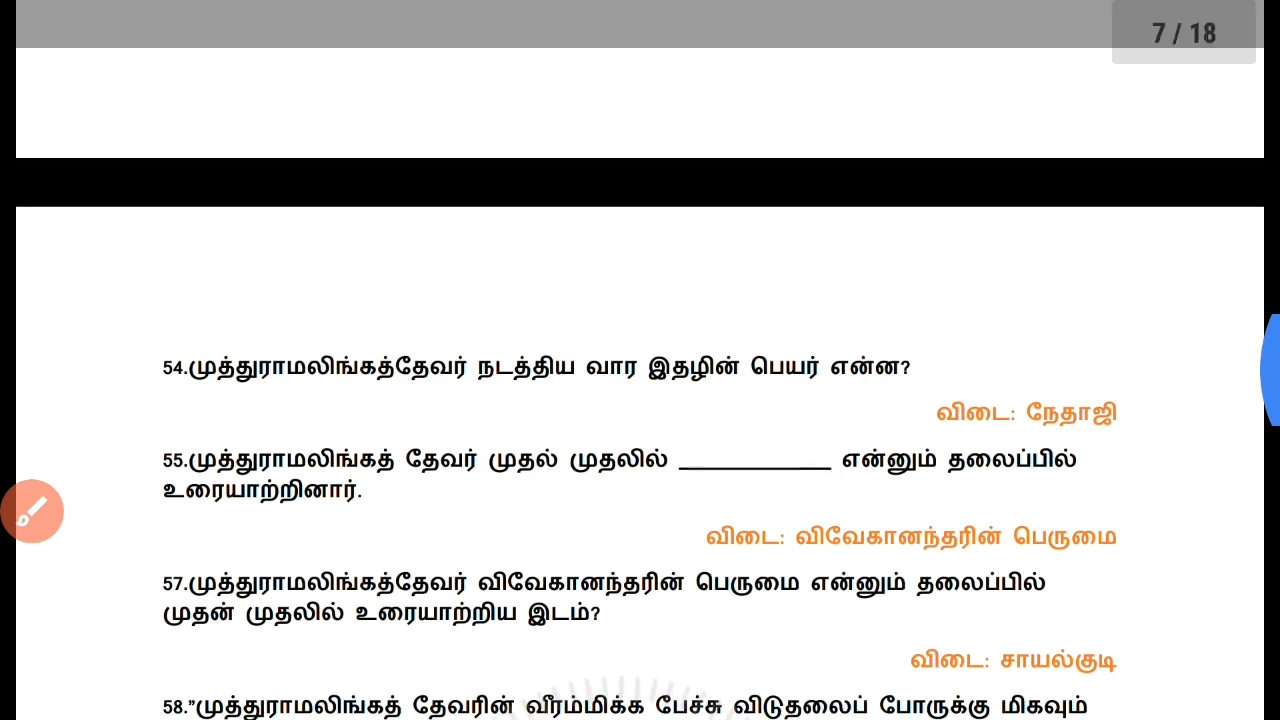 7 / 18
54.முத்துராமலிங்கத்தேவர் நடத்திய வார இதழின் பெயர் என்ன?
விடை: நேதாஜி
55.முத்துராமலிங்கத் தேவர் முதல் முதலில் ____________ என்னும் தலைப்பில்
உரையாற்றினார்.
விடை: விவேகானந்தரின் பெருமை
57.முத்துராமலிங்கத்தேவர் விவேகானந்தரின் பெருமை என்னும் தலைப்பில்
முதன் முதலில் உரையாற்றிய இடம்?
விடை: சாயல்குடி
58.”முத்துராமலிங்கத் தேவரின் வீரம்மிக்க பேச்சு விடுதலைப் போருக்கு மிகவும்